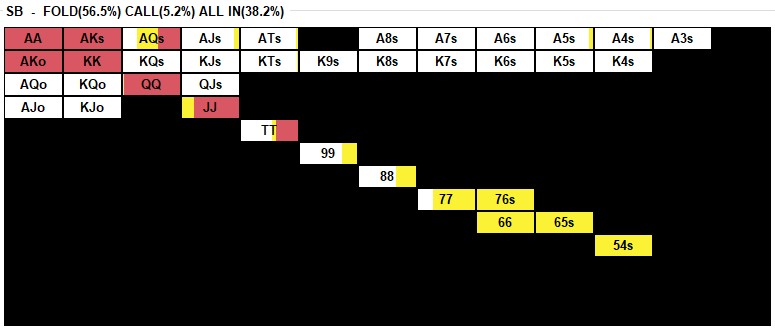 SB - FOLD(56.5%) CALL(5.2%) ALL IN(38.2%)
AA AKs AQs AJs ATs A8s A7s A6s A5s A4s A3s
AKo KK KQs KJs KTs K9s K8s K7s K6s K5s K4s
AQo KQo QQ QJs
AJo KJo JJ
TT
99
88
77 76s
66 65s
54s